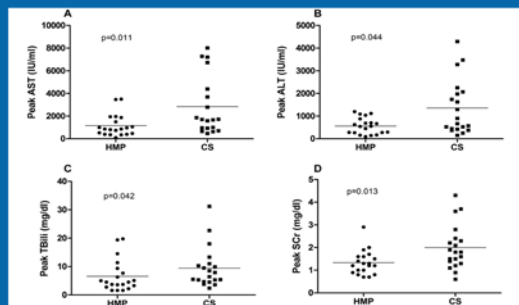 A
p=0.011
Peak AST (IU/ml)
10000
8000
6000
4000
2000
0
HMP
CS
B
p=0.044
Peak ALT (IU/ml)
5000
4000
3000
2000
1000
0
HMP
CS
C
p=0.042
Peak TBili (mg/dl)
40
30
20
10
0
HMP
CS
D
p=0.013
Peak SCr (mg/dl)
5
4
3
2
1
0
HMP
CS